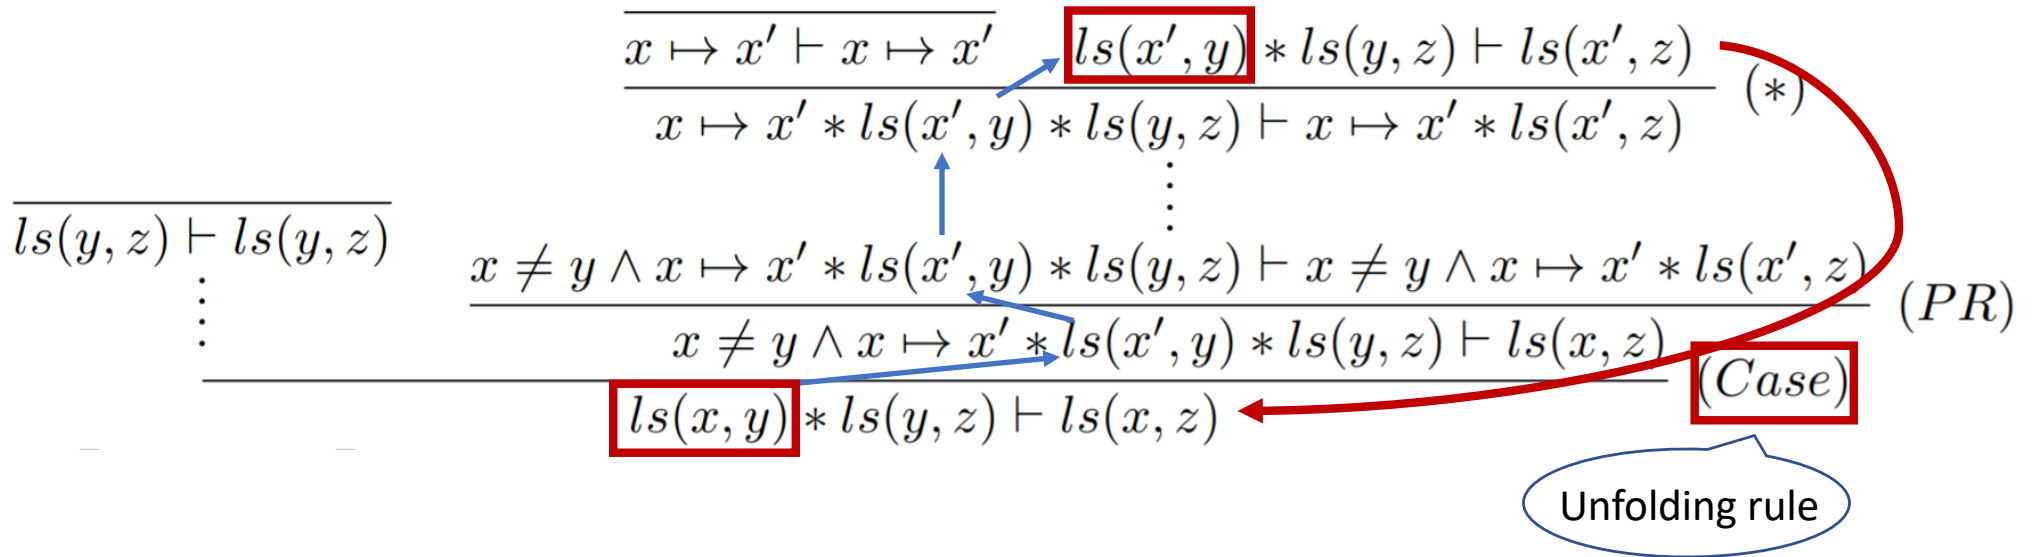 x ↦ x′ ⊢ x ↦ x′ ls(x′, y) * ls(y, z) ⊢ ls(x′, z)
(*)
x ↦ x′ * ls(x′, y) * ls(y, z) ⊢ x ↦ x′ * ls(x′, z)
ls(y, z) ⊢ ls(y, z)
x ≠ y ∧ x ↦ x′ * ls(x′, y) * ls(y, z) ⊢ x ≠ y ∧ x ↦ x′ * ls(x′, z)
(PR)
x ≠ y ∧ x ↦ x′ * ls(x′, y) * ls(y, z) ⊢ ls(x, z)
(Case)
ls(x, y) * ls(y, z) ⊢ ls(x, z)
Unfolding rule